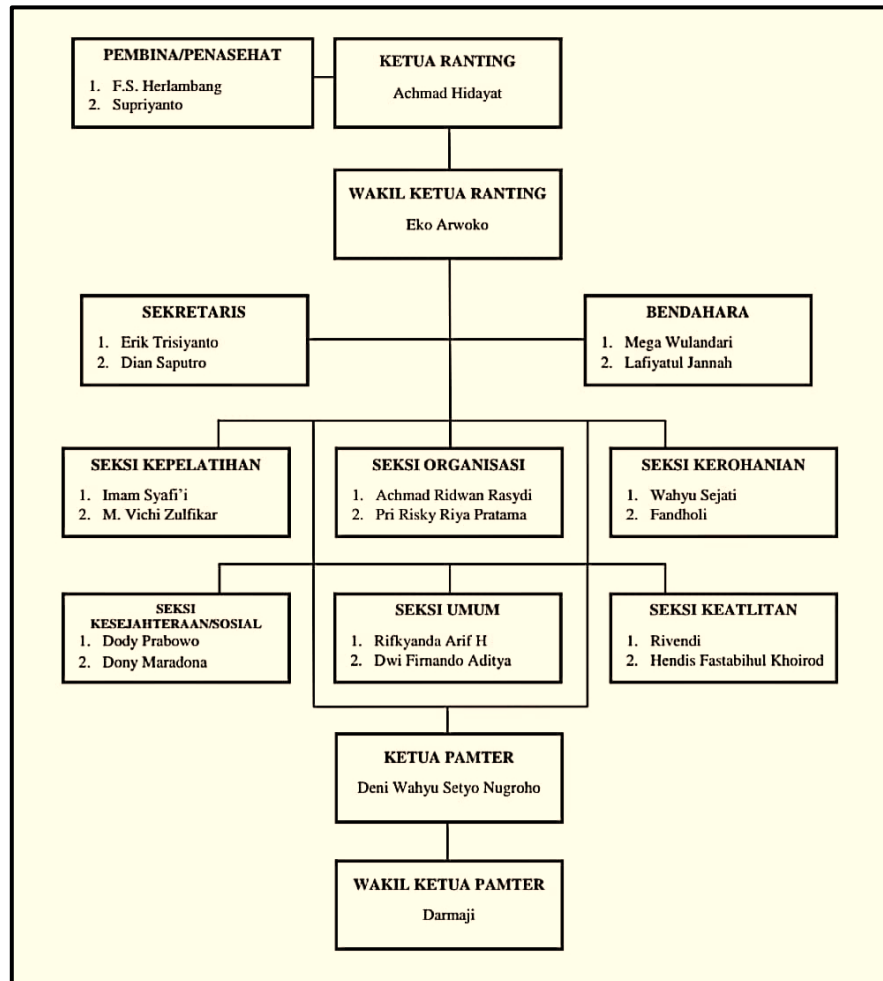 PEMBINA/PENASEHAT
1. F.S. Herlambang
2. Supriyanto
KETUA RANTING
Achmad Hidayat
WAKIL KETUA RANTING
Eko Arwoko
SEKRETARIS
1. Erik Trisiyanto
2. Dian Saputro
BENDAHARA
1. Mega Wulandari
2. Lafiyatul Jannah
SEKSI KEPELATIHAN
1. Imam Syafi’i
2. M. Vichi Zulfikar
SEKSI ORGANISASI
1. Achmad Ridwan Rasydi
2. Pri Risky Riya Pratama
SEKSI KEROHANIAN
1. Wahyu Sejati
2. Fandholi
SEKSI
KESEJAHTERAAN/SOSIAL
1. Dody Prabowo
2. Dony Maradona
SEKSI UMUM
1. Rifkyanda Arif H
2. Dwi Firnando Aditya
SEKSI KEATLITAN
1. Rivendi
2. Hendis Fastabihul Khoirod
KETUA PAMTER
Deni Wahyu Setyo Nugroho
WAKIL KETUA PAMTER
Darmaji